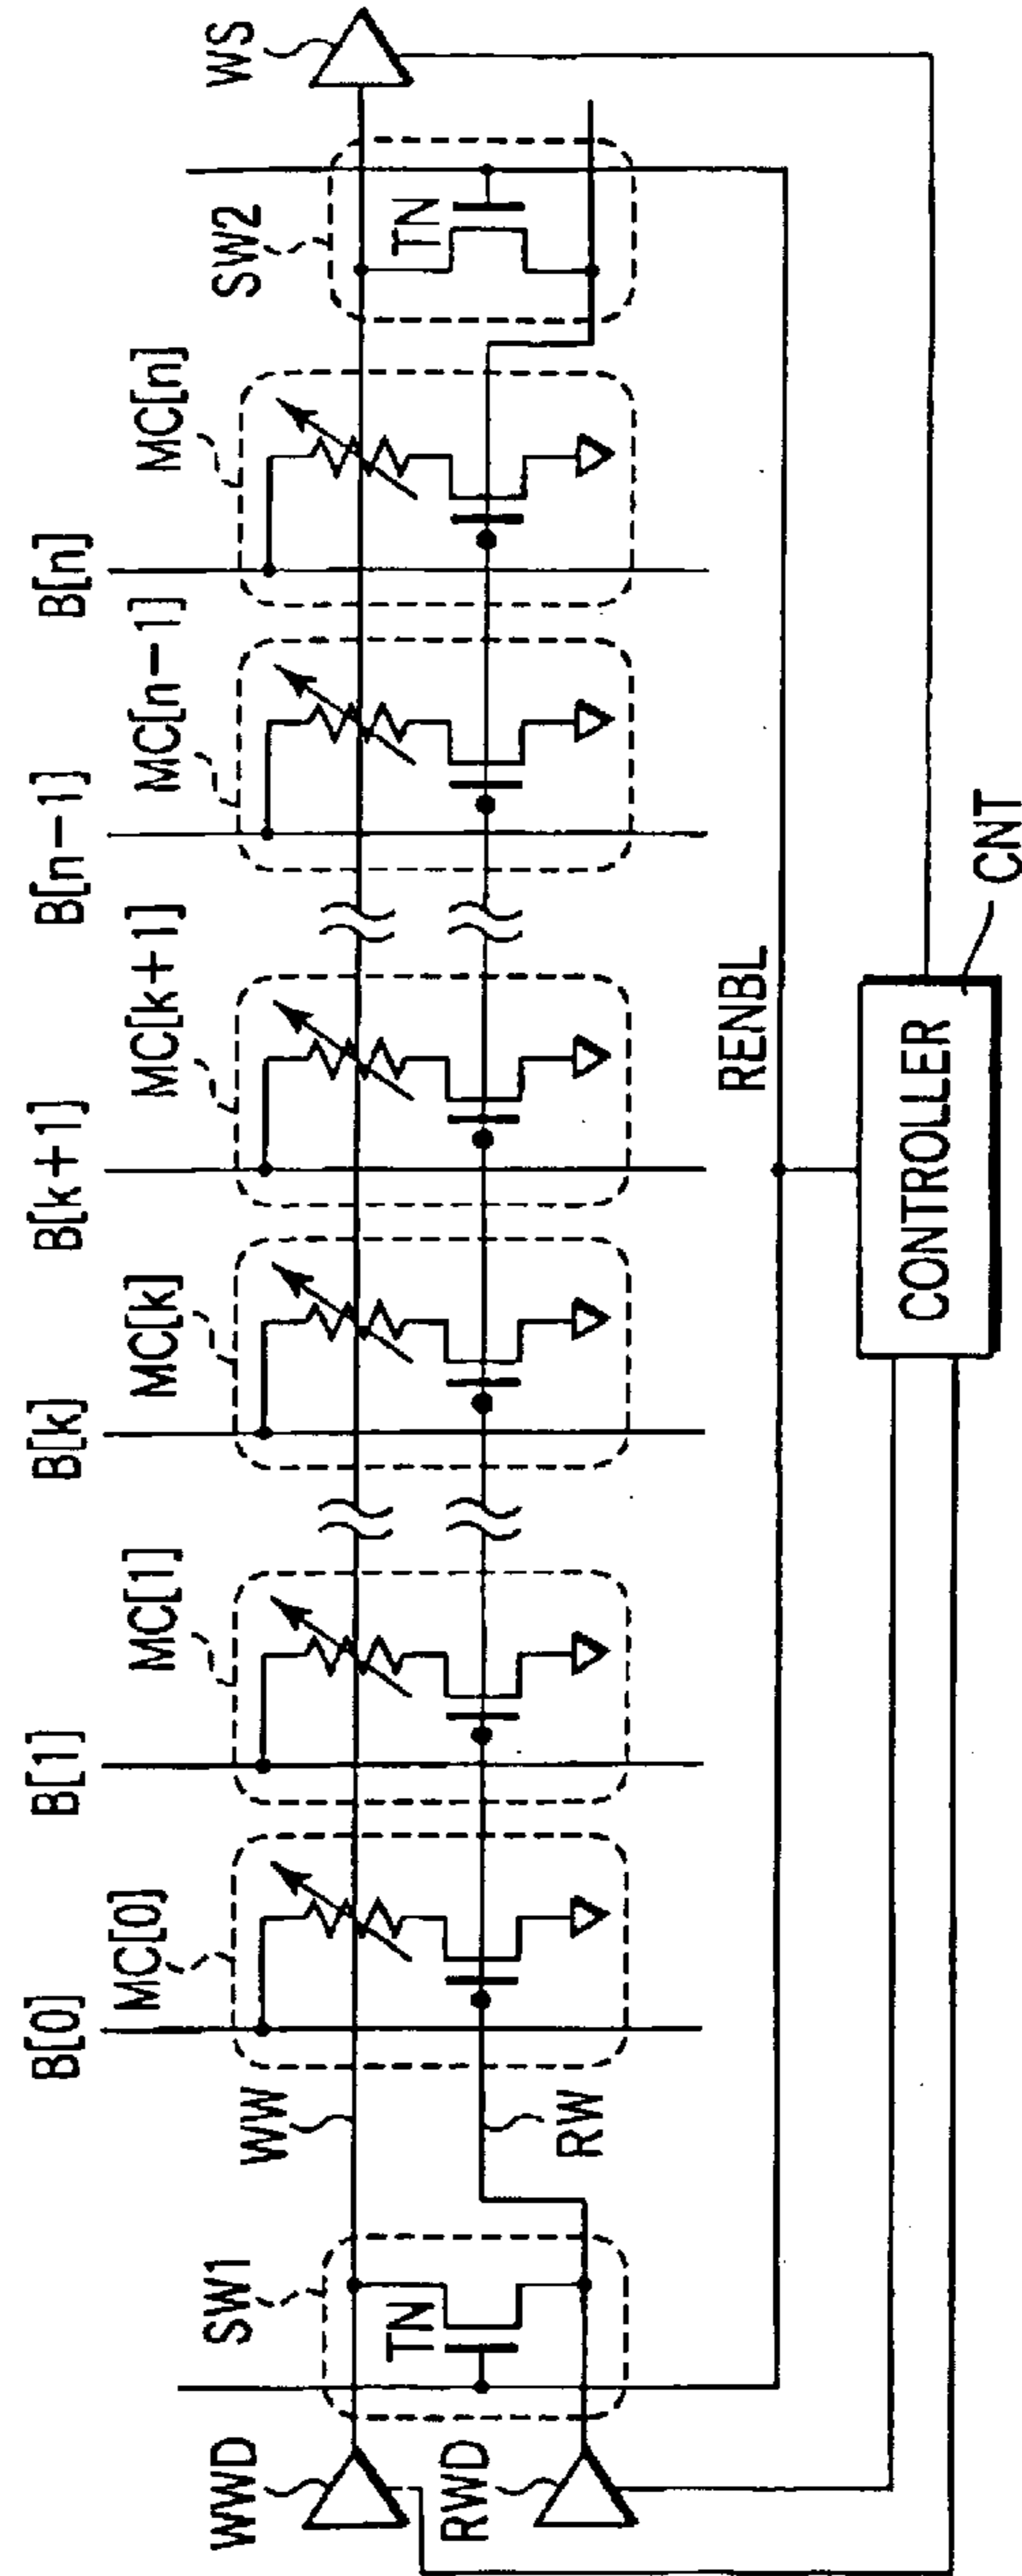 B[0]
B[1]
B[k]
B[k+1]
B[n-1]
B[n]
MC[0]
MC[1]
MC[k]
MC[k+1]
MC[n-1]
MC[n]
WWD
SW1
WW
SW2
WS
TN
TN
RWD
RW
RENBL
CONTROLLER
CNT